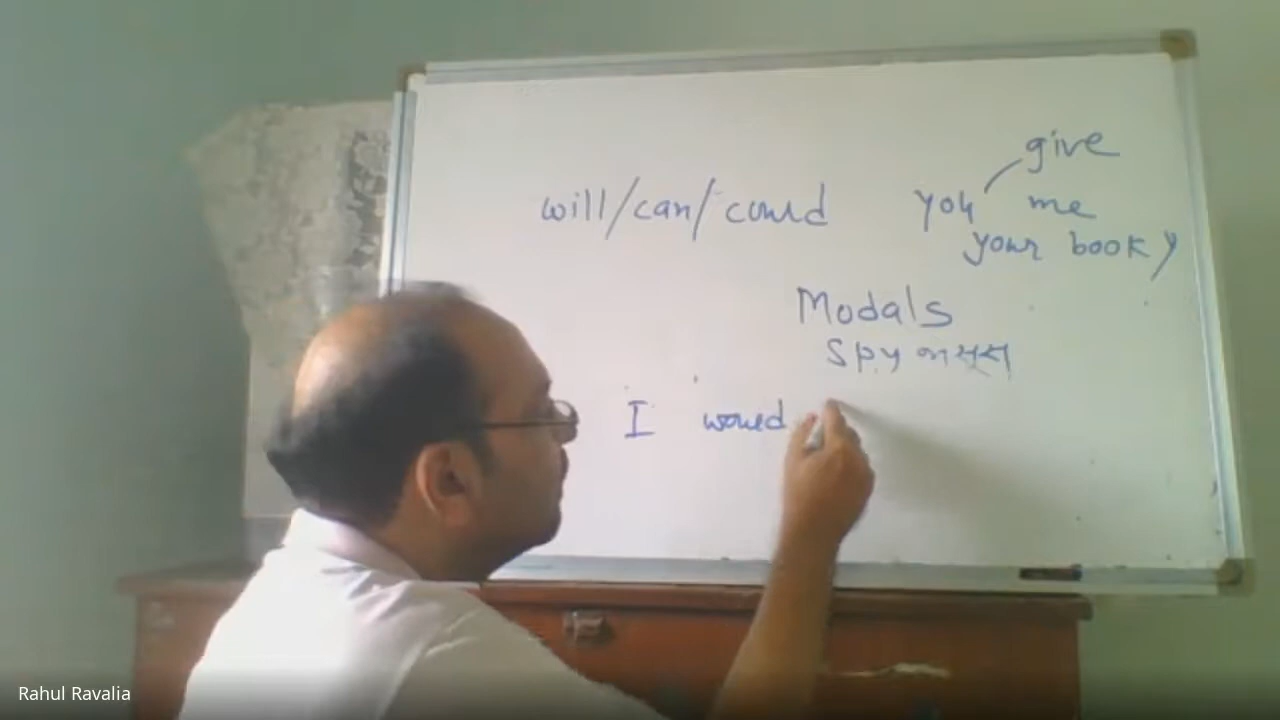 give
will/can/could you me
your book?
Modals
Spy જાસૂસ
I would
Rahul Ravalia